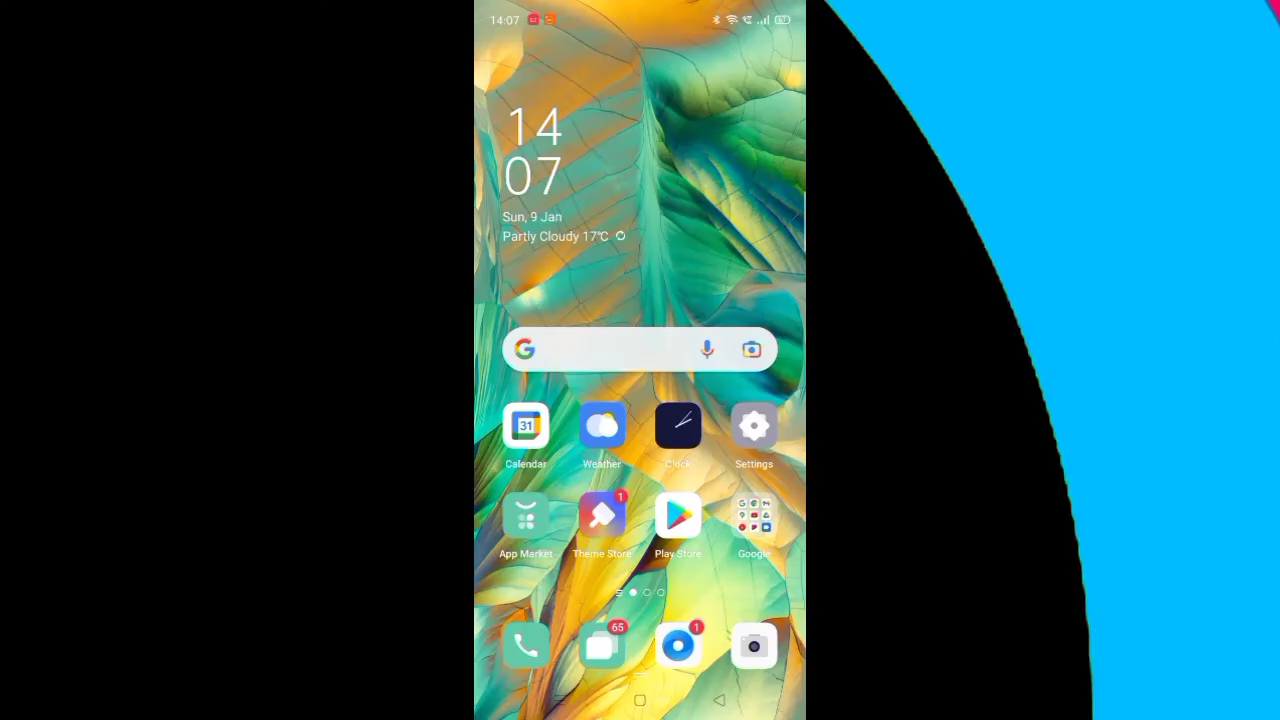 14:07
14
07
Sun, 9 Jan
Partly Cloudy 17°C
31
Calendar
Weather
Clock
Settings
1
App Market
Theme Store
Play Store
Google
65
1